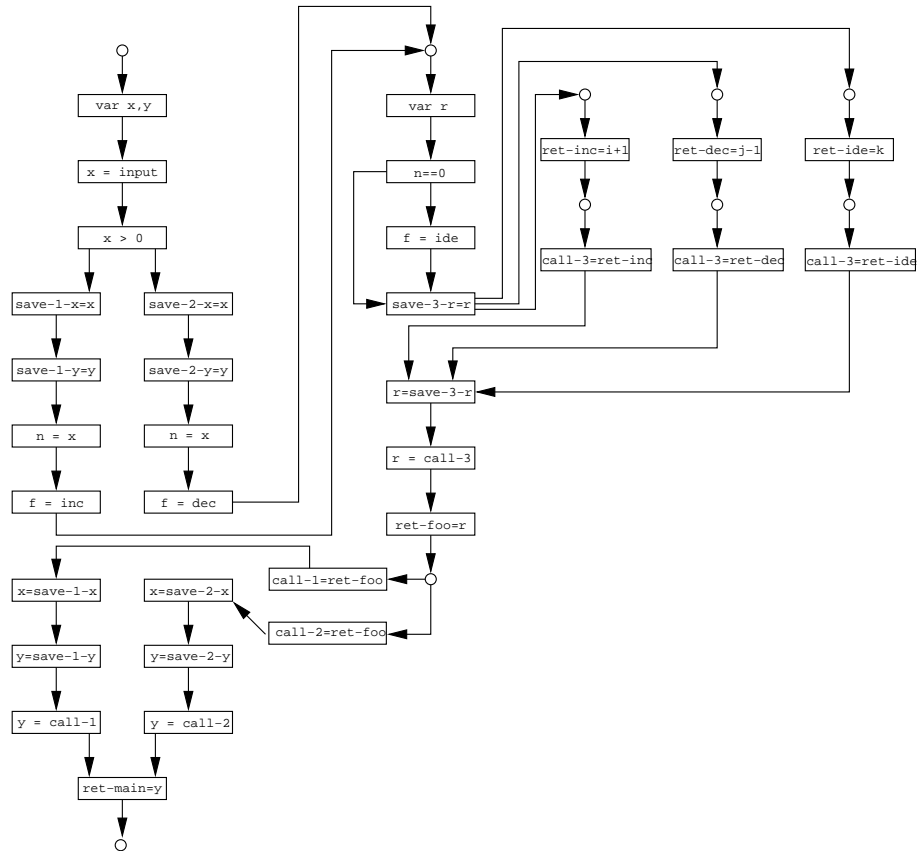 var x,y
x = input
x > 0
save-1-x=x
save-1-y=y
n = x
f = inc
save-2-x=x
save-2-y=y
n = x
f = dec
var r
n==0
f = ide
save-3-r=r
ret-inc=i+1
call-3=ret-inc
ret-dec=j-1
call-3=ret-dec
ret-ide=k
call-3=ret-ide
r=save-3-r
r = call-3
ret-foo=r
call-1=ret-foo
call-2=ret-foo
x=save-1-x
y=save-1-y
y = call-1
x=save-2-x
y=save-2-y
y = call-2
ret-main=y